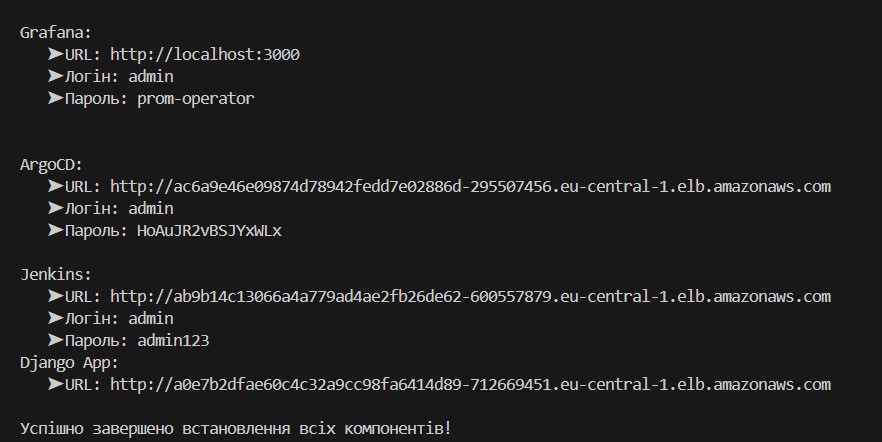 Grafana:
➤URL: http://localhost:3000
➤Логін: admin
➤Пароль: prom-operator
ArgoCD:
➤URL: http://ac6a9e46e09874d78942fedd7e02886d-295507456.eu-central-1.elb.amazonaws.com
➤Логін: admin
➤Пароль: HoAuJR2vBSJYxWLx
Jenkins:
➤URL: http://ab9b14c13066a4a779ad4ae2fb26de62-600557879.eu-central-1.elb.amazonaws.com
➤Логін: admin
➤Пароль: admin123
Django App:
➤URL: http://a0e7b2dfae60c4c32a9cc98fa6414d89-712669451.eu-central-1.elb.amazonaws.com
Успішно завершено встановлення всіх компонентів!